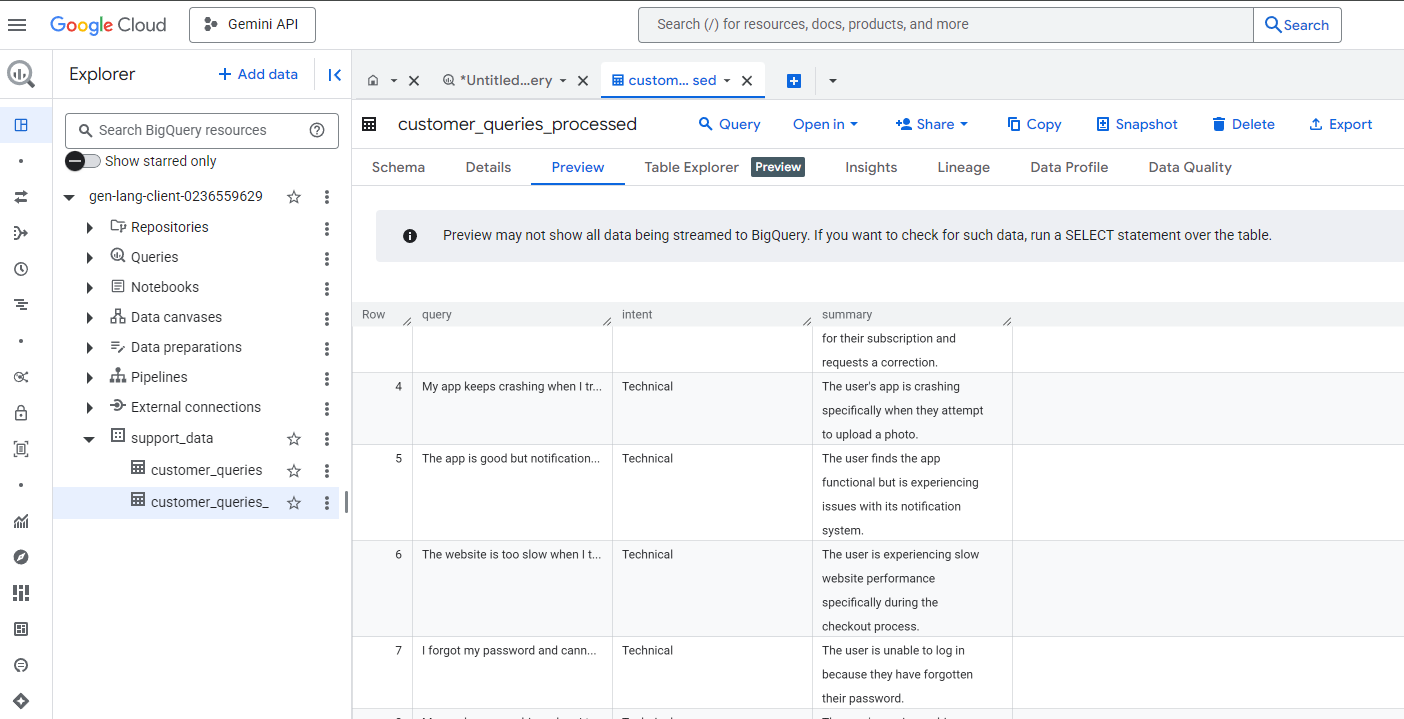 Google Cloud
Gemini API
Search (/) for resources, docs, products, and more
Search
Explorer
+ Add data
*Untitled...ery
custom... sed
Search BigQuery resources
Show starred only
gen-lang-client-0236559629
Repositories
Queries
Notebooks
Data canvases
Data preparations
Pipelines
External connections
support_data
customer_queries
customer_queries_
customer_queries_processed
Query
Open in
Share
Copy
Snapshot
Delete
Export
Schema
Details
Preview
Table Explorer
Preview
Insights
Lineage
Data Profile
Data Quality
Preview may not show all data being streamed to BigQuery. If you want to check for such data, run a SELECT statement over the table.
Row query intent summary
for their subscription and
requests a correction.
4 My app keeps crashing when I tr... Technical The user's app is crashing
specifically when they attempt
to upload a photo.
5 The app is good but notification... Technical The user finds the app
functional but is experiencing
issues with its notification
system.
6 The website is too slow when I t... Technical The user is experiencing slow
website performance
specifically during the
checkout process.
7 I forgot my password and cann... Technical The user is unable to log in
because they have forgotten
their password.